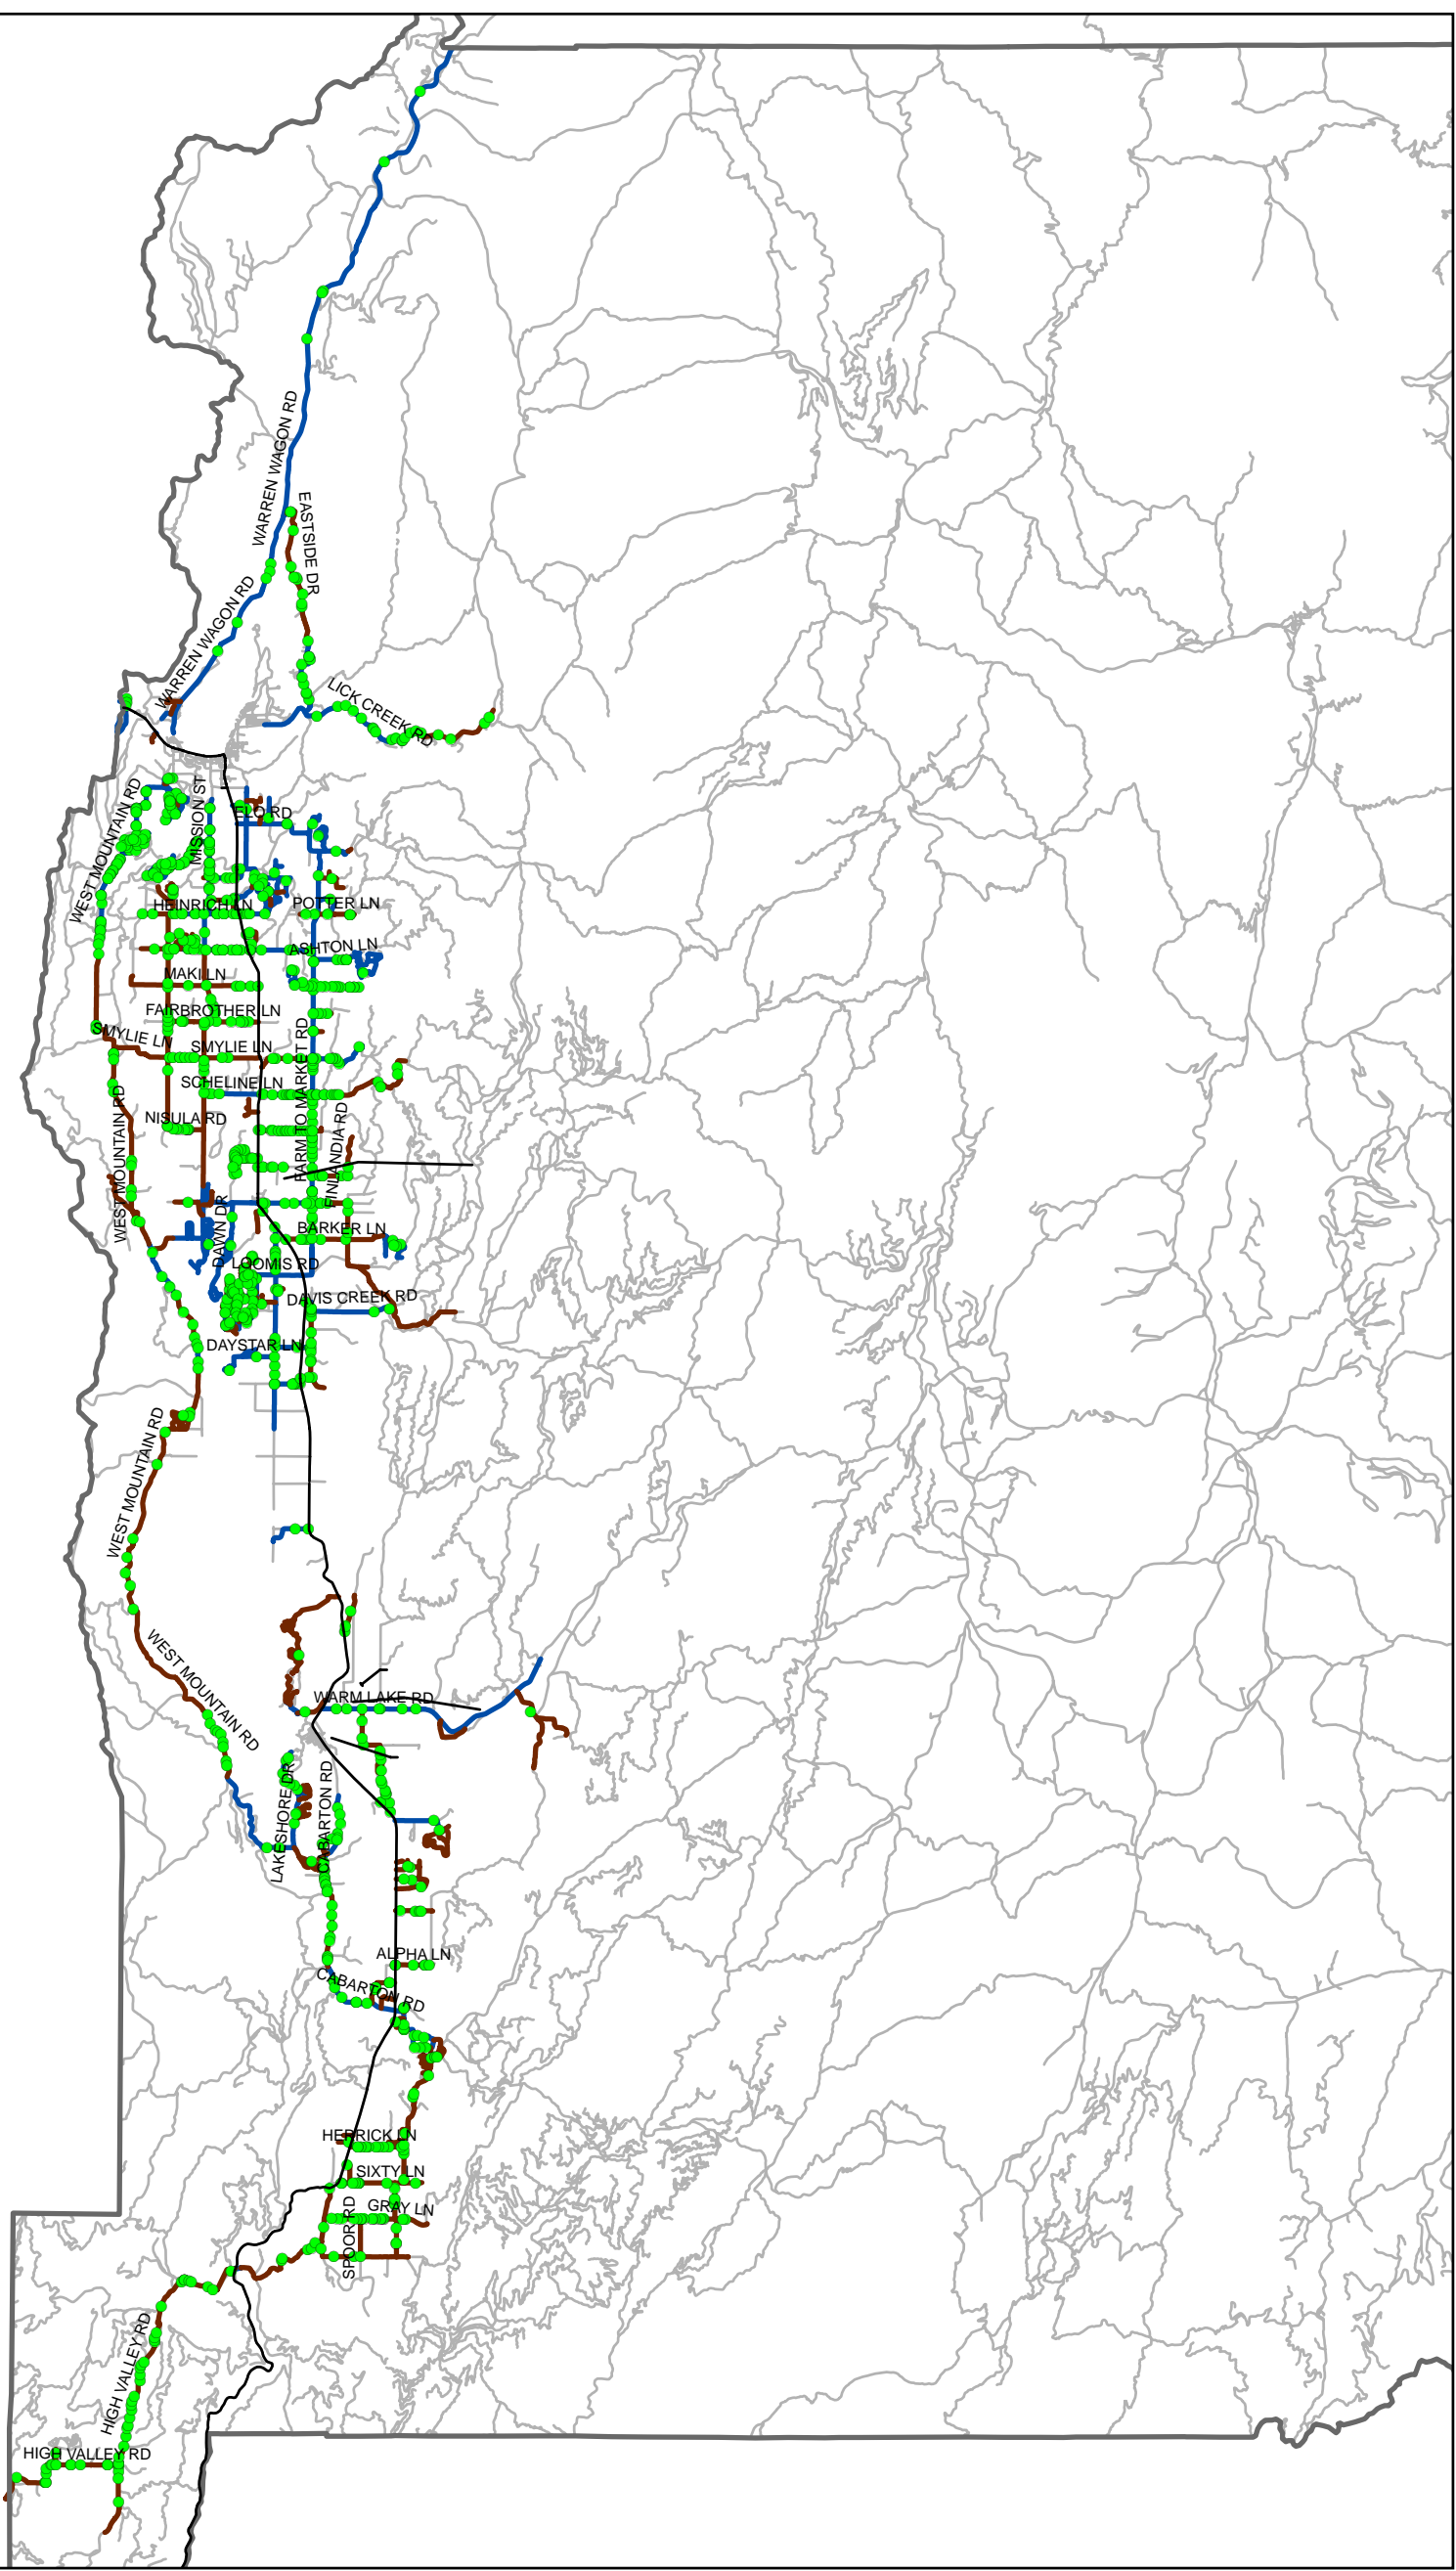 WARREN WAGON RD
EASTSIDE DR
WARREN WAGON RD
LICK CREEK RD
WEST MOUNTAIN RD
MISSION ST
ELO RD
HEINRICH LN
POTTER LN
ASHTON LN
MAKI LN
FAIRBROTHER LN
SMYLIE LN
SMYLIE LN
FARM TO MARKET RD
SCHELINE LN
NISULA RD
WEST MOUNTAIN RD
FINLANDIA RD
DAWN DR
BARKER LN
LOOMIS RD
DAVIS CREEK RD
DAYSTAR LN
WEST MOUNTAIN RD
WEST MOUNTAIN RD
WARM LAKE RD
LAKESHORE DR
CABARTON RD
ALPHA LN
CABARTON RD
HERRICK LN
SIXTY LN
GRAY LN
SPOOR RD
HIGH VALLEY RD
HIGH VALLEY RD